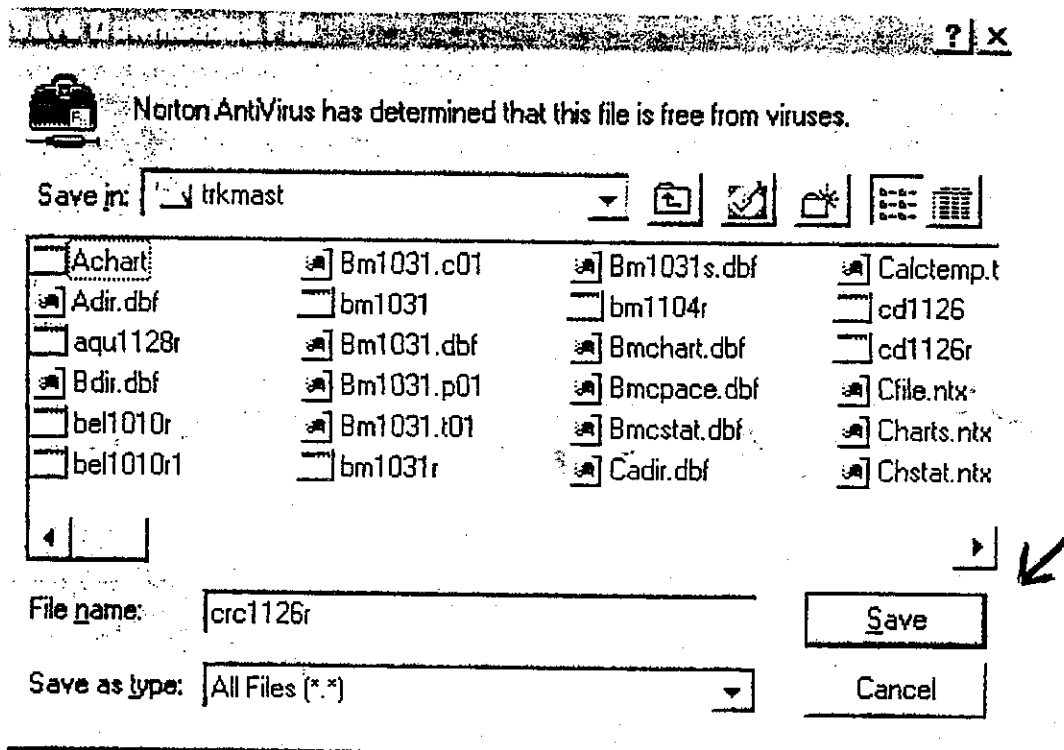 ? ×
Norton AntiVirus has determined that this file is free from viruses.
Save in: trkmast
Achart Bm1031.c01 Bm1031s.dbf Calctemp.t
Adir.dbf bm1031 bm1104r cd1126
aqu1128r Bm1031.dbf Bmchart.dbf cd1126r
Bdir.dbf Bm1031.p01 Bmcpace.dbf Cfile.ntx
bel1010r Bm1031.t01 Bmcstat.dbf Charts.ntx
bel1010r1 bm1031r Cadir.dbf Chstat.ntx
File name: crc1126r Save
Save as type: All Files (*.*) Cancel